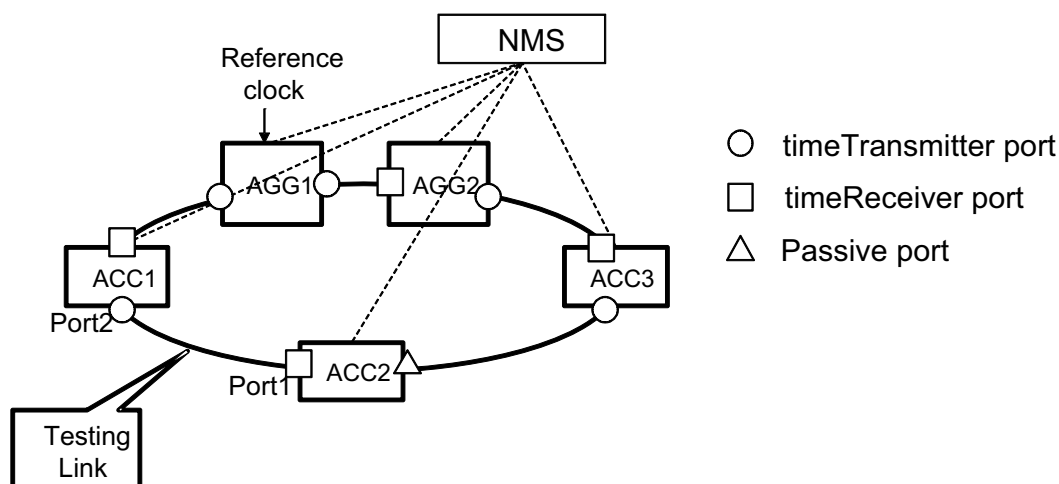 NMS
Reference
clock
AGG1
AGG2
timeTransmitter port
timeReceiver port
Passive port
ACC1
ACC3
Port2
Port1
ACC2
Testing
Link